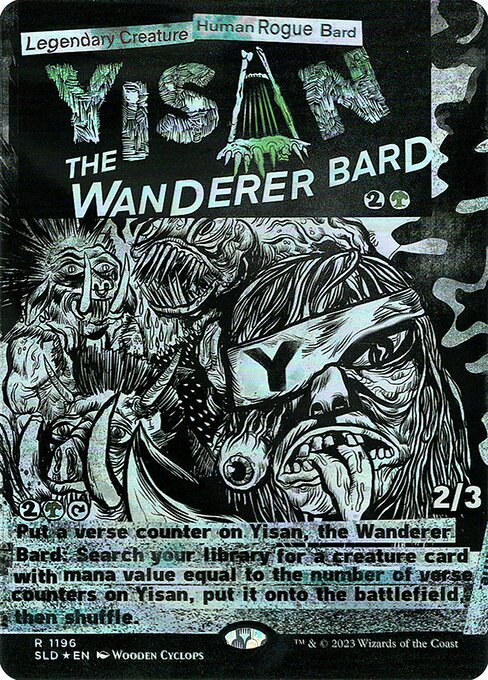 Legendary Creature Human Rogue Bard
YISAN
THE
WANDERER BARD
2
Y
2/3
2
Put a verse counter on Yisan, the Wanderer
Bard: Search your library for a creature card
with mana value equal to the number of verse
counters on Yisan, put it onto the battlefield,
then shuffle.
R 1196
SLD ★ EN WOODEN CYCLOPS
™ & © 2023 Wizards of the Coast